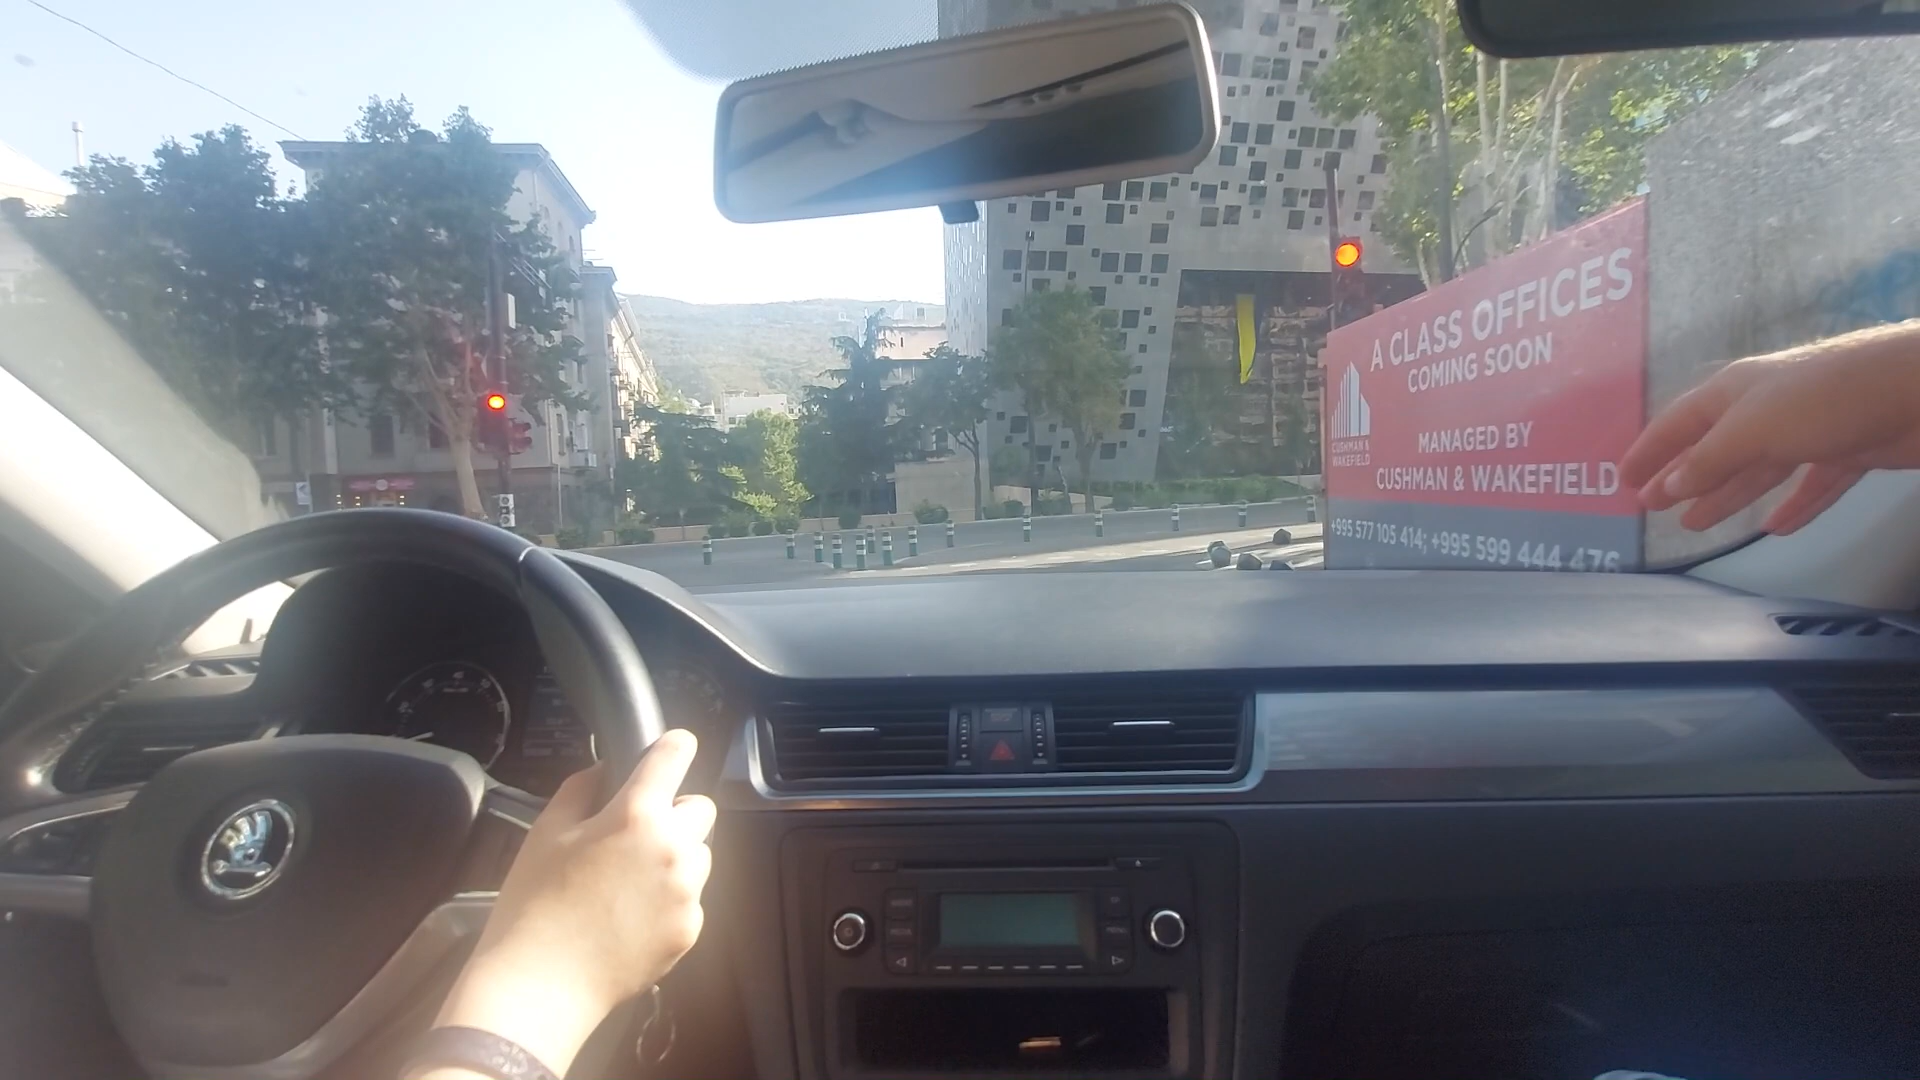 A CLASS OFFICES
COMING SOON
CUSHMAN &
WAKEFIELD
MANAGED BY
CUSHMAN & WAKEFIELD
+995 577 105 414; +995 599 444 476